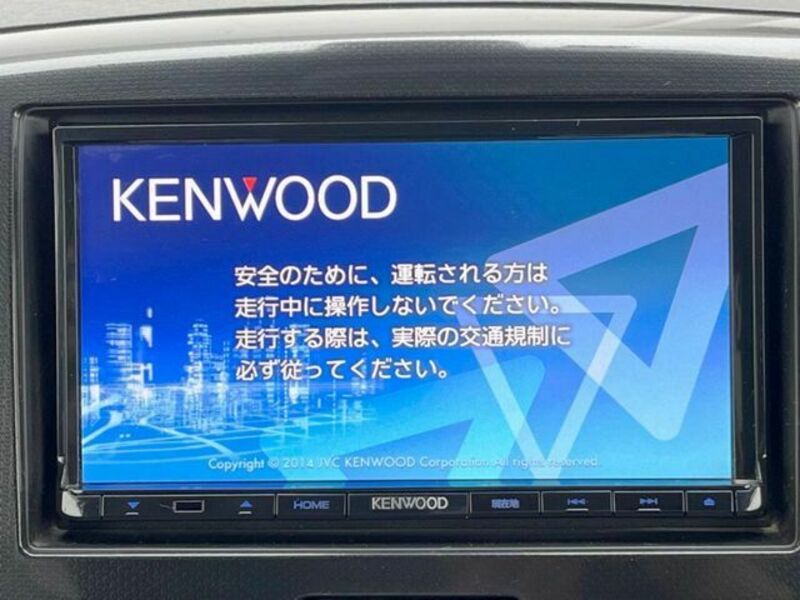 KENWOOD
安全のために、運転される方は
走行中に操作しないでください。
走行する際は、実際の交通規制に
必ず従ってください。
Copyright © 2014 JVC KENWOOD Corporation All rights reserved.
HOME
KENWOOD
現在地